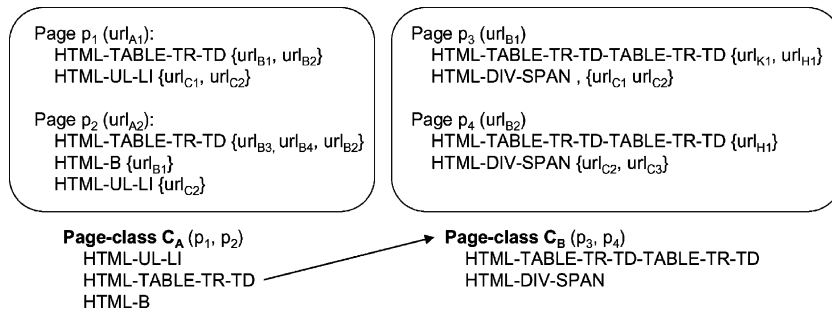 Page p1 (urlA1):
HTML-TABLE-TR-TD {urlB1, urlB2}
HTML-UL-LI {urlC1, urlC2}
Page p2 (urlA2):
HTML-TABLE-TR-TD {urlB3, urlB4, urlB2}
HTML-B {urlB1}
HTML-UL-LI {urlC2}
Page p3 (urlB1)
HTML-TABLE-TR-TD-TABLE-TR-TD {urlK1, urlH1}
HTML-DIV-SPAN , {urlC1 urlC2}
Page p4 (urlB2)
HTML-TABLE-TR-TD-TABLE-TR-TD {urlH1}
HTML-DIV-SPAN {urlC2, urlC3}
Page-class CA (p1, p2)
HTML-UL-LI
HTML-TABLE-TR-TD
HTML-B
Page-class CB (p3, p4)
HTML-TABLE-TR-TD-TABLE-TR-TD
HTML-DIV-SPAN